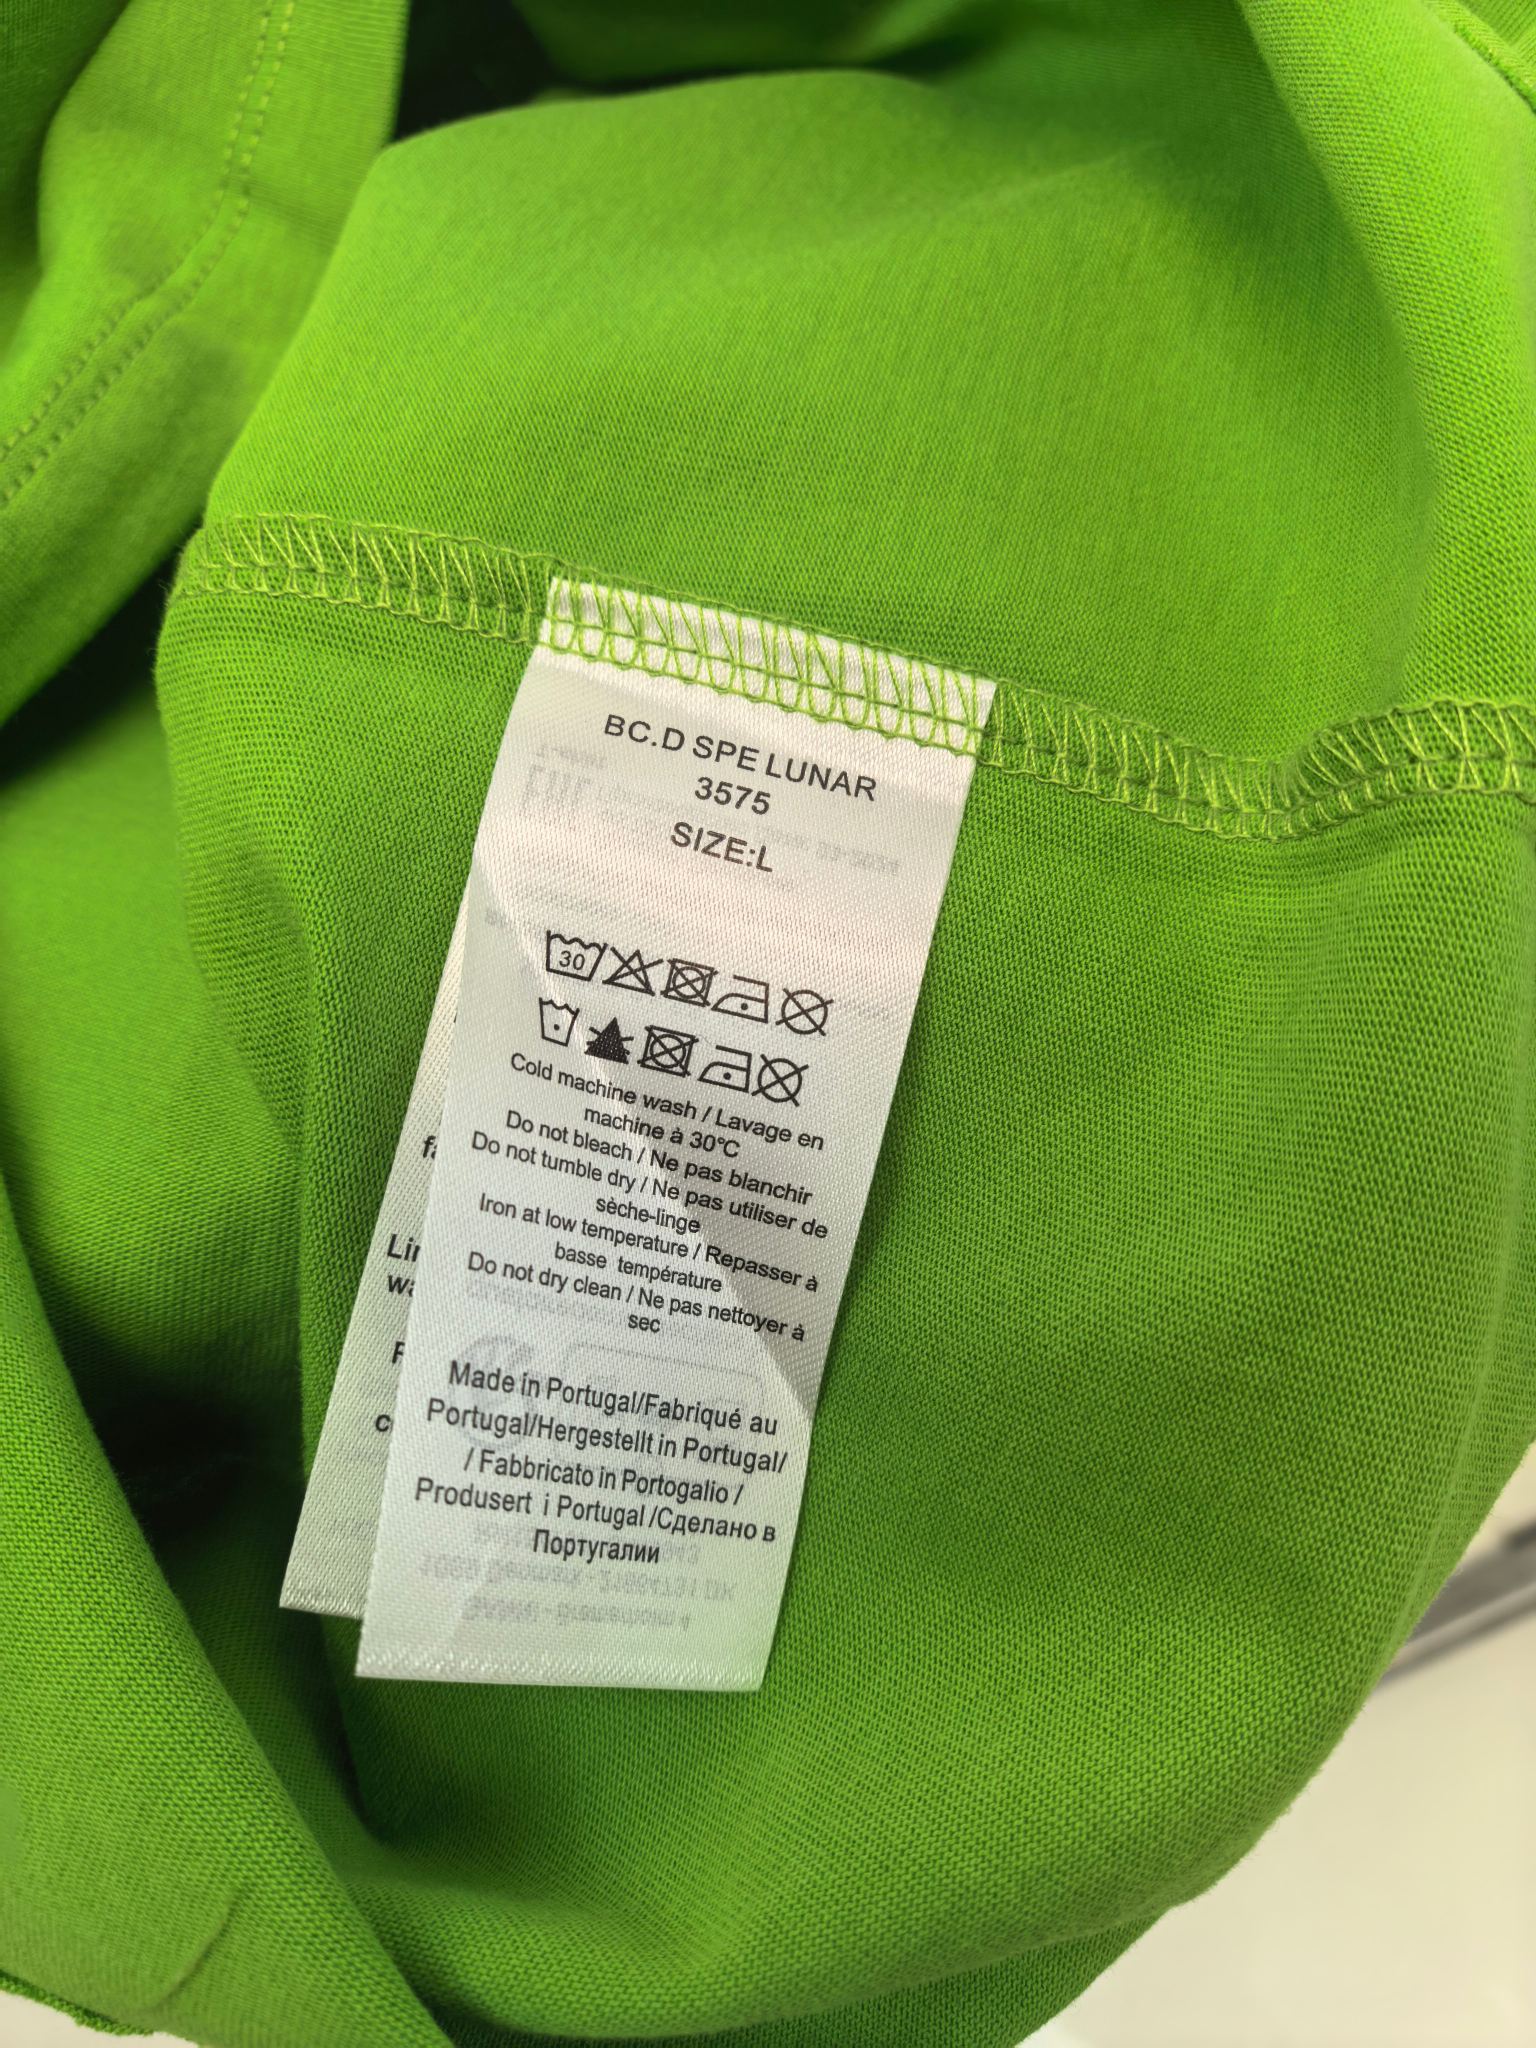 BC.D SPE LUNAR
3575
SIZE:L
30
Cold machine wash / Lavage en
machine à 30°C
Do not bleach / Ne pas blanchir
Do not tumble dry / Ne pas utiliser de
sèche-linge
Iron at low temperature / Repasser à
basse température
Do not dry clean / Ne pas nettoyer à
sec
Made in Portugal/Fabriqué au
Portugal/Hergestellt in Portugal/
/ Fabbricato in Portogalio /
Produsert i Portugal /Сделано в
Португалии